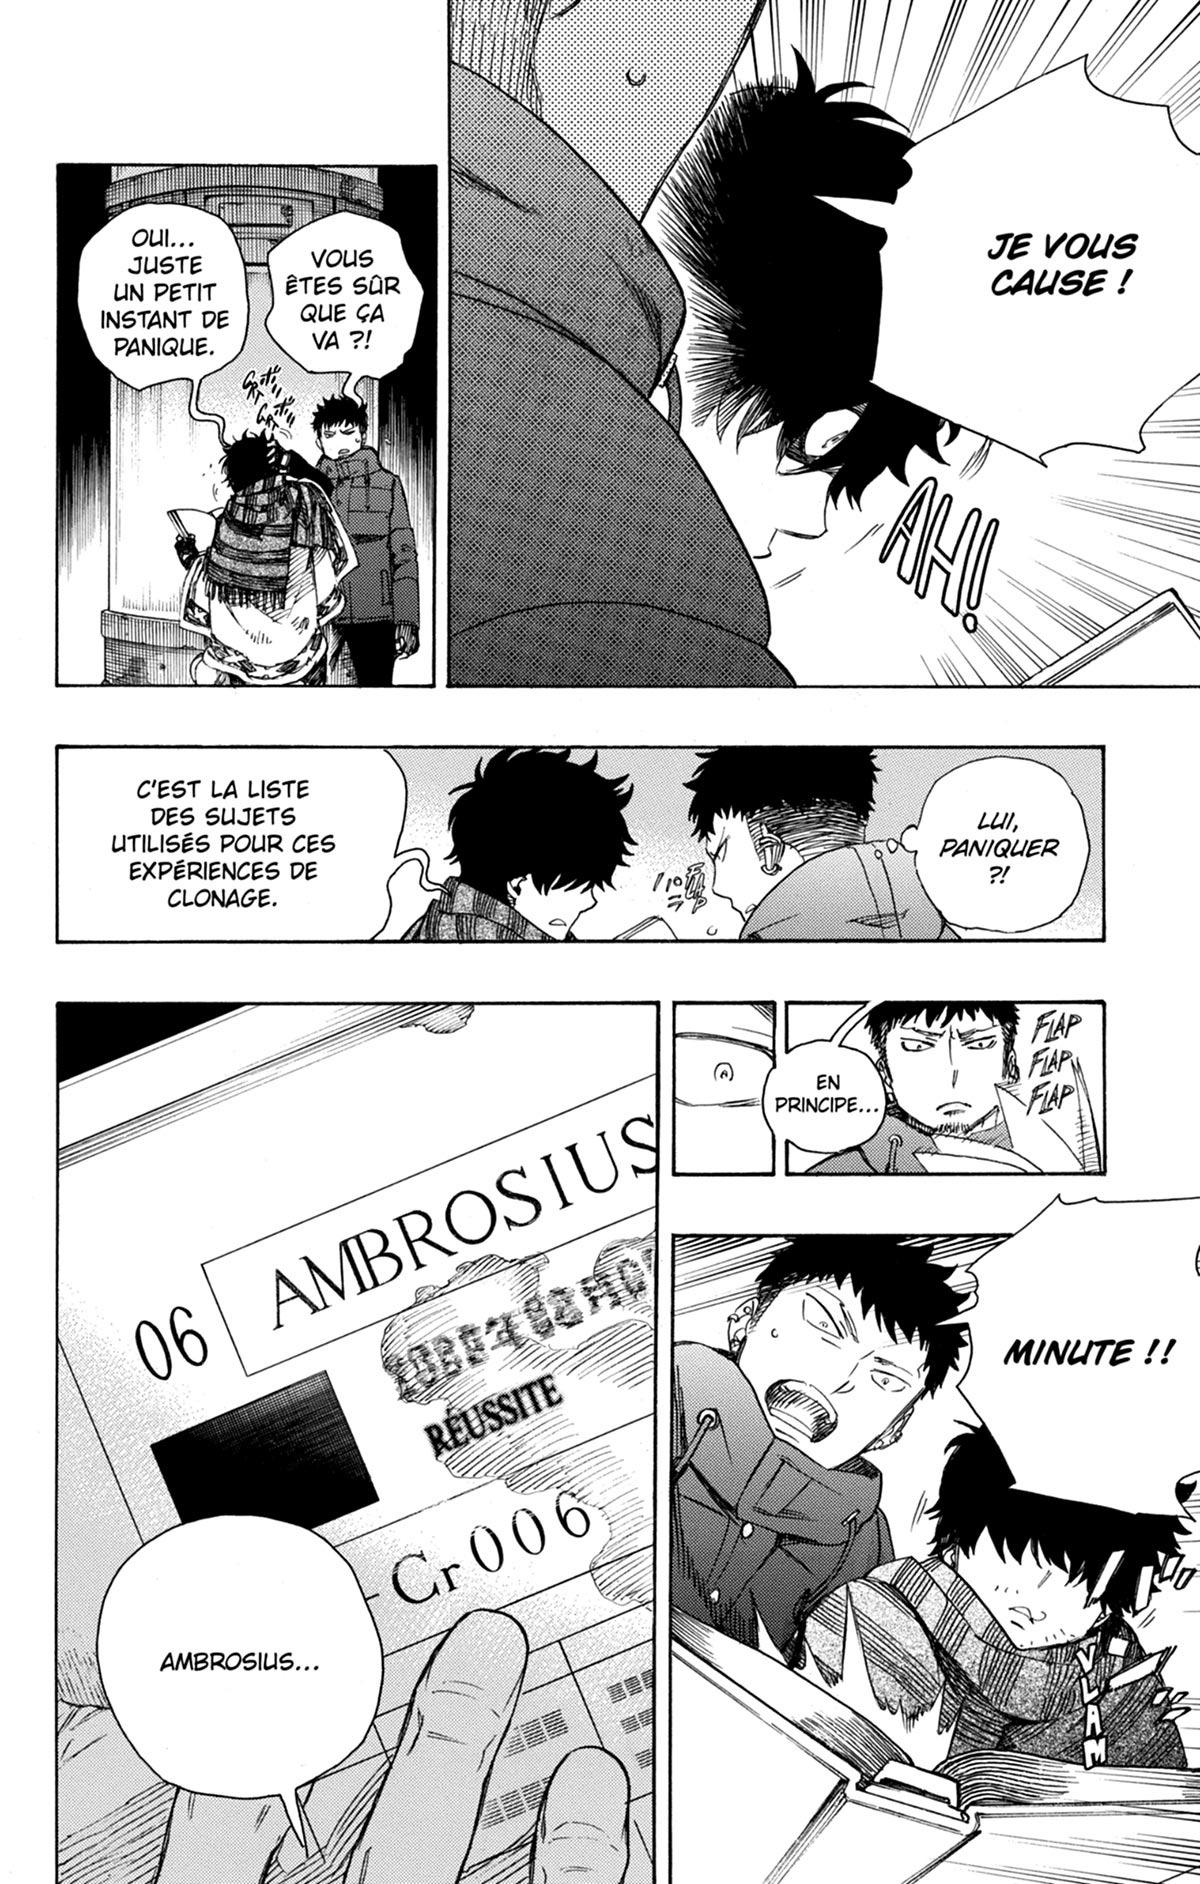 JE VOUS
CAUSE !
AH!!
VOUS
ÊTES SÛR
QUE ÇA
VA ?!
OUI...
JUSTE
UN PETIT
INSTANT DE
PANIQUE.
LUI,
PANIQUER
?!
C'EST LA LISTE
DES SUJETS
UTILISÉS POUR CES
EXPÉRIENCES DE
CLONAGE.
FLAP
FLAP
FLAP
FLAP
EN
PRINCIPE...
MINUTE !!
VLAM
06
AMBROSIUS
RÉUSSITE
Cr006
AMBROSIUS...